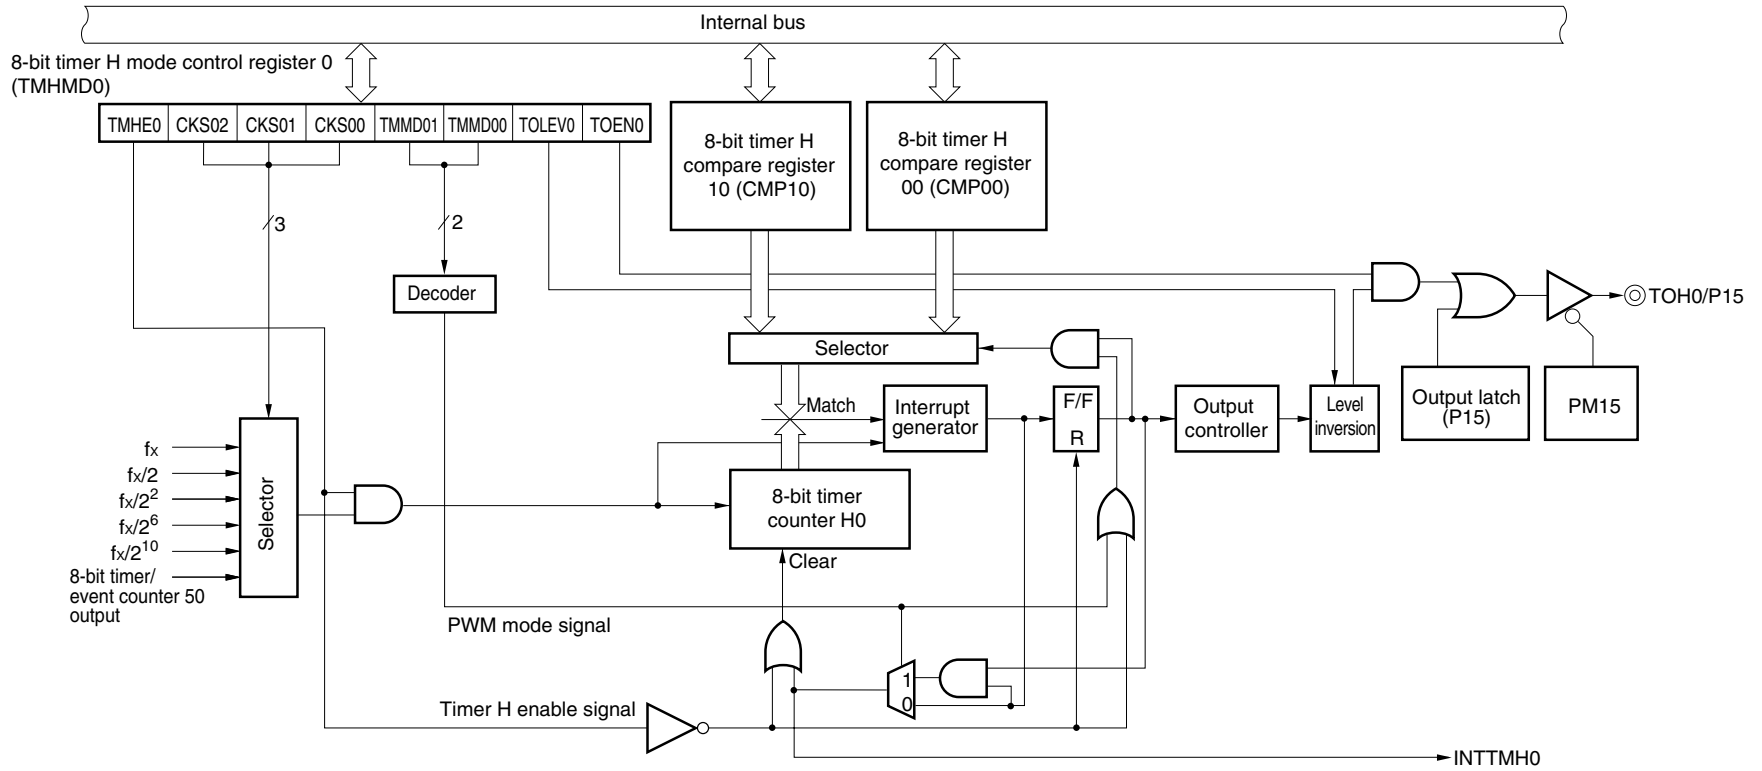 Internal bus
8-bit timer H mode control register 0
(TMHMD0)
TMHE0 CKS02 CKS01 CKS00 TMMD01 TMMD00 TOLEV0 TOEN0
8-bit timer H
compare register
10 (CMP10)
8-bit timer H
compare register
00 (CMP00)
3
2
Decoder
TOH0/P15
Selector
Match
Interrupt
generator
F/F
R
Output
controller
Level
inversion
Output latch
(P15)
PM15
fX
fX/2
fX/2²
fX/2⁶
fX/2¹⁰
8-bit timer/
event counter 50
output
Selector
8-bit timer
counter H0
Clear
PWM mode signal
1
0
Timer H enable signal
INTTMH0